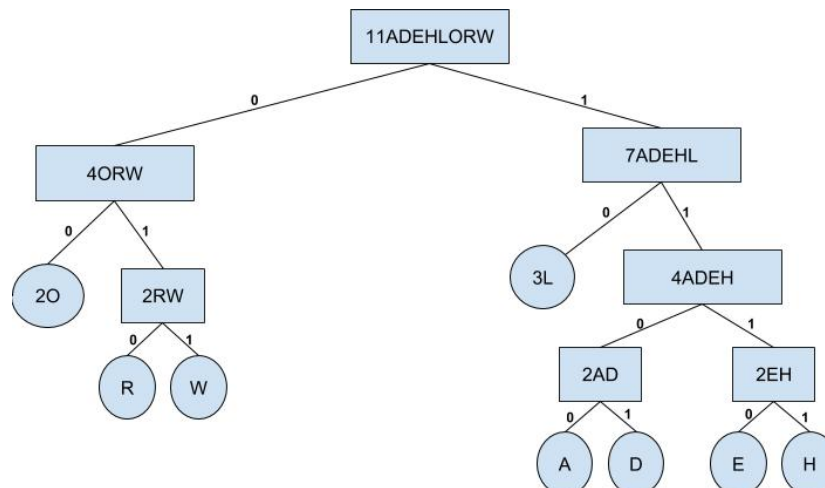 11ADEHLORW
0 1
4ORW 7ADEHL
0 1 0 1
2O 2RW 3L 4ADEH
0 1 0 1
R W 2AD 2EH
0 1 0 1
A D E H